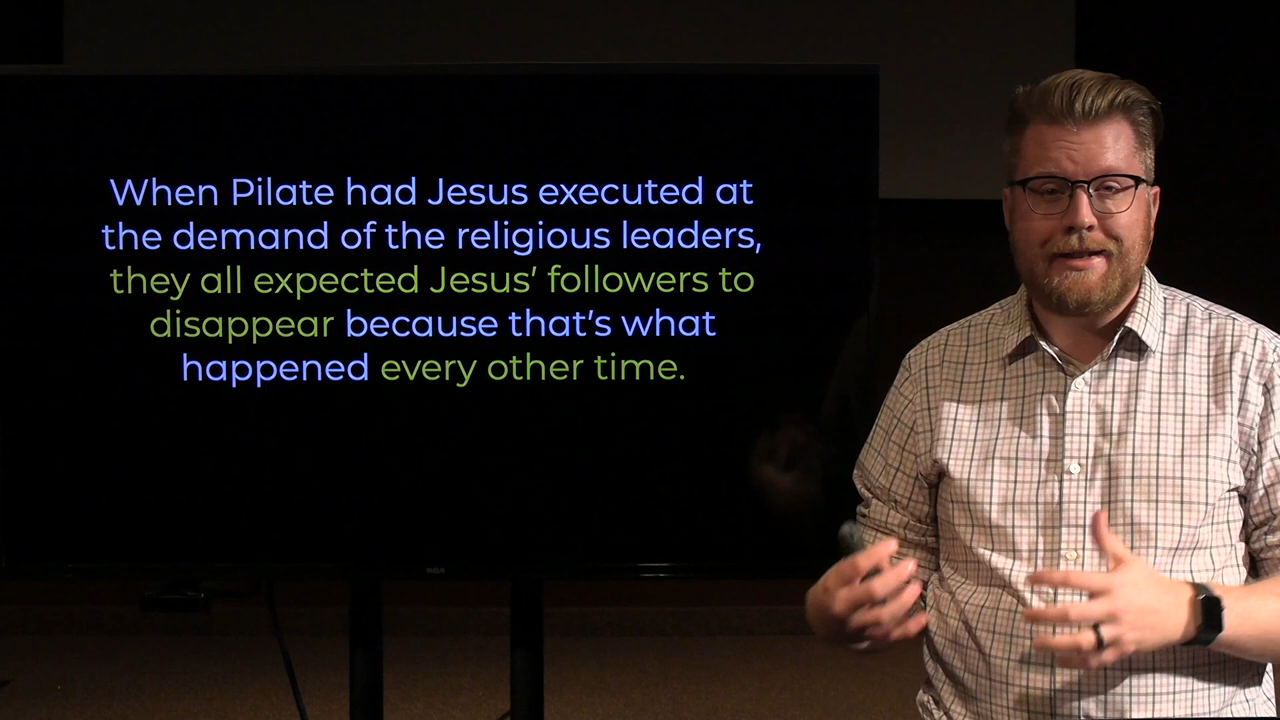 When Pilate had Jesus executed at
the demand of the religious leaders,
they all expected Jesus’ followers to
disappear because that’s what
happened every other time.
RCA